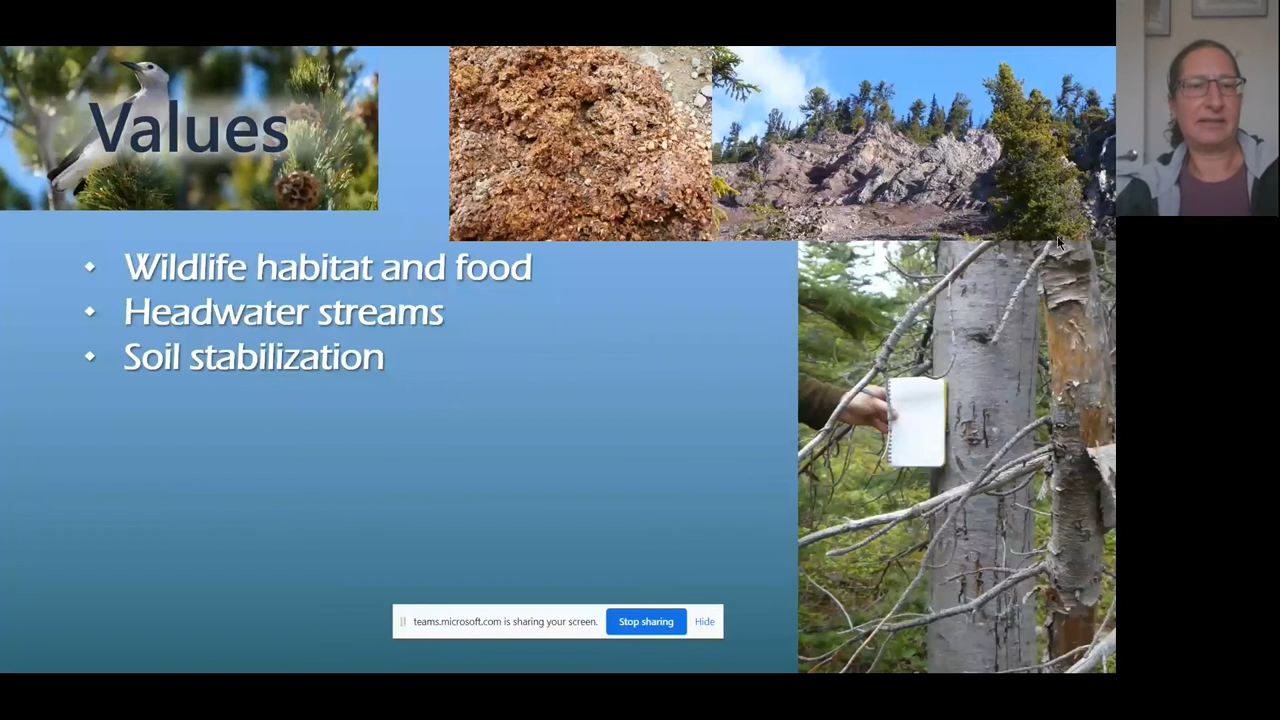 Values
Wildlife habitat and food
Headwater streams
Soil stabilization
teams.microsoft.com is sharing your screen. Stop sharing Hide